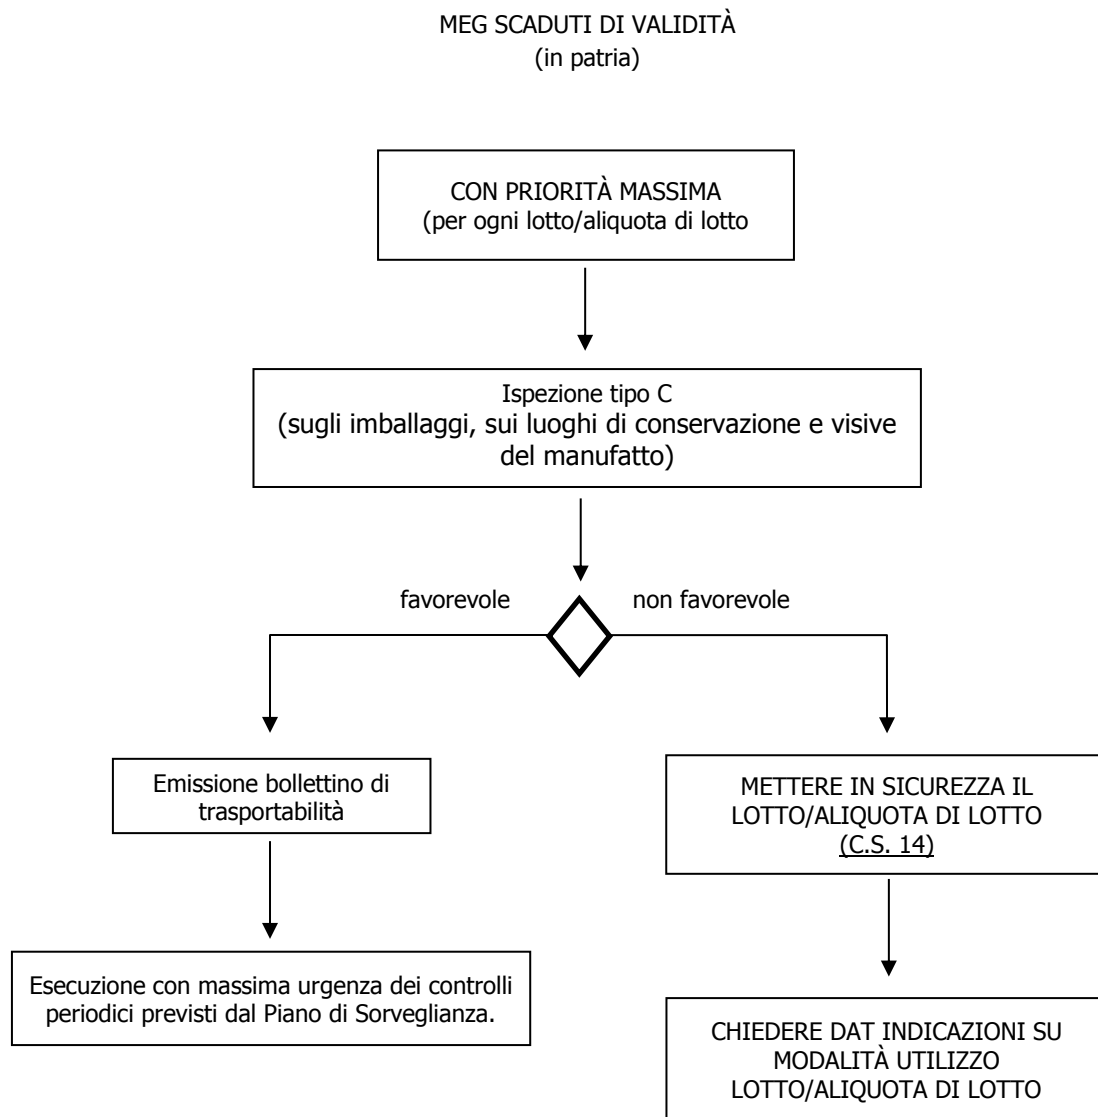 MEG SCADUTI DI VALIDITÀ
(in patria)
CON PRIORITÀ MASSIMA
(per ogni lotto/aliquota di lotto
Ispezione tipo C
(sugli imballaggi, sui luoghi di conservazione e visive
del manufatto)
favorevole
non favorevole
Emissione bollettino di
trasportabilità
METTERE IN SICUREZZA IL
LOTTO/ALIQUOTA DI LOTTO
(C.S. 14)
Esecuzione con massima urgenza dei controlli
periodici previsti dal Piano di Sorveglianza.
CHIEDERE DAT INDICAZIONI SU
MODALITÀ UTILIZZO
LOTTO/ALIQUOTA DI LOTTO